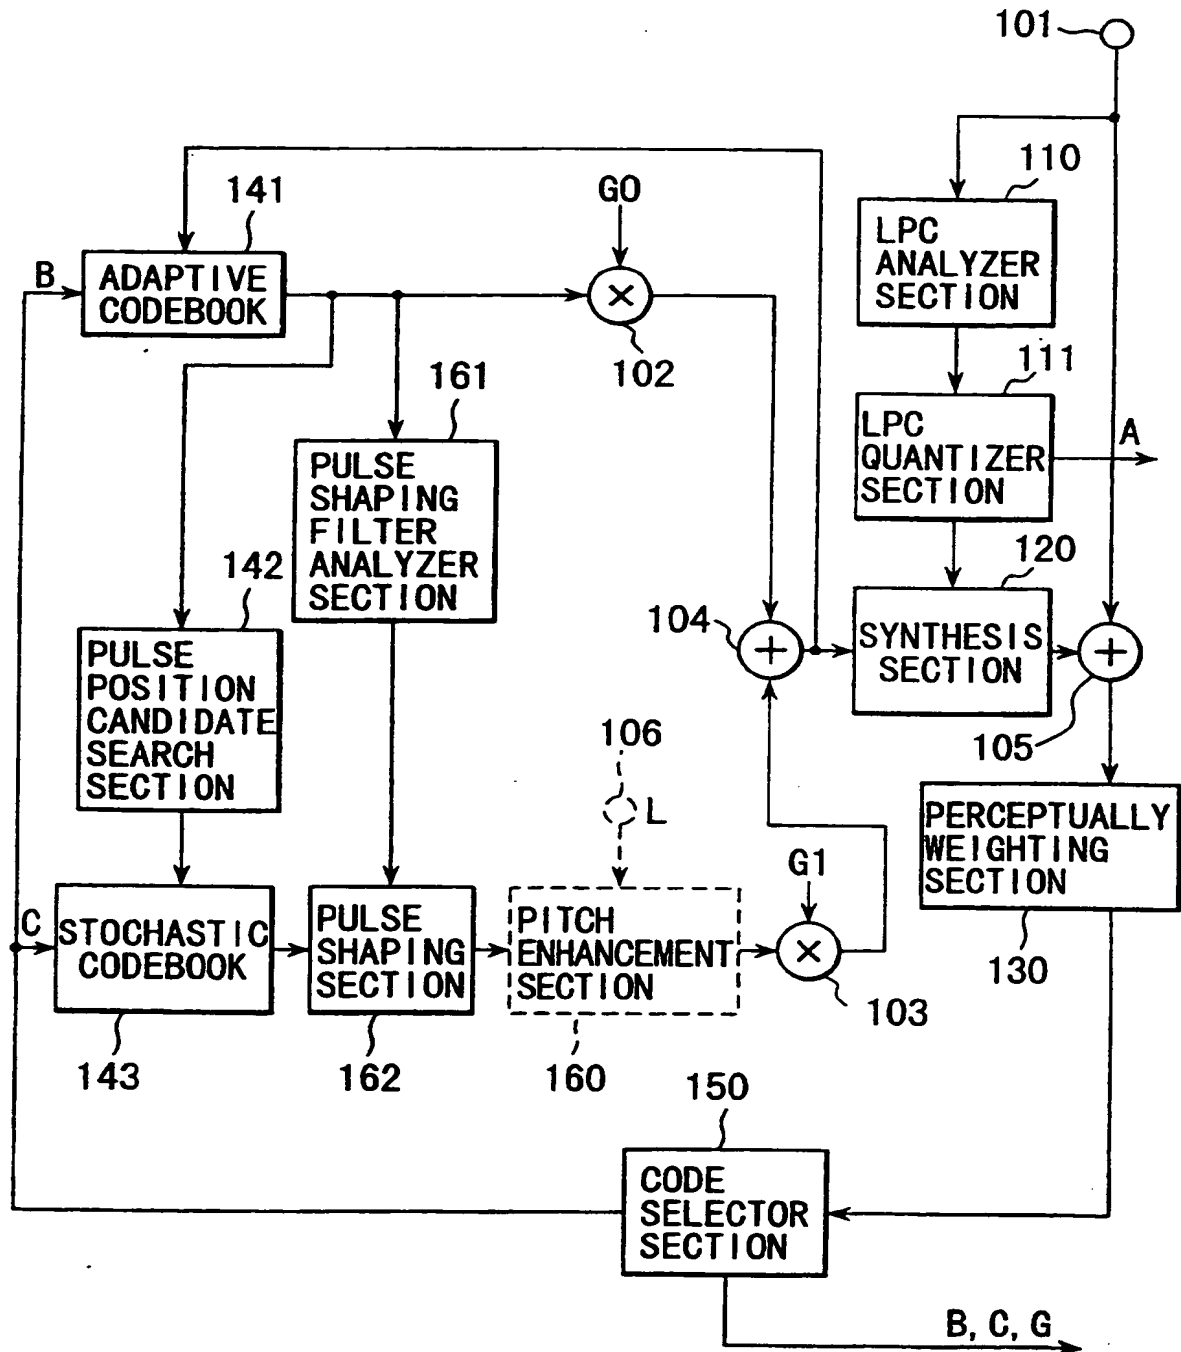 101
110
LPC
ANALYZER
SECTION
141
G0
B
ADAPTIVE
CODEBOOK
102
111
LPC
QUANTIZER
SECTION
A
161
PULSE
SHAPING
FILTER
ANALYZER
SECTION
142
PULSE
POSITION
CANDIDATE
SEARCH
SECTION
104
120
SYNTHESIS
SECTION
105
106
L
PERCEPTUALLY
WEIGHTING
SECTION
130
G1
C
STOCHASTIC
CODEBOOK
143
PULSE
SHAPING
SECTION
162
PITCH
ENHANCEMENT
SECTION
160
103
150
CODE
SELECTOR
SECTION
B, C, G